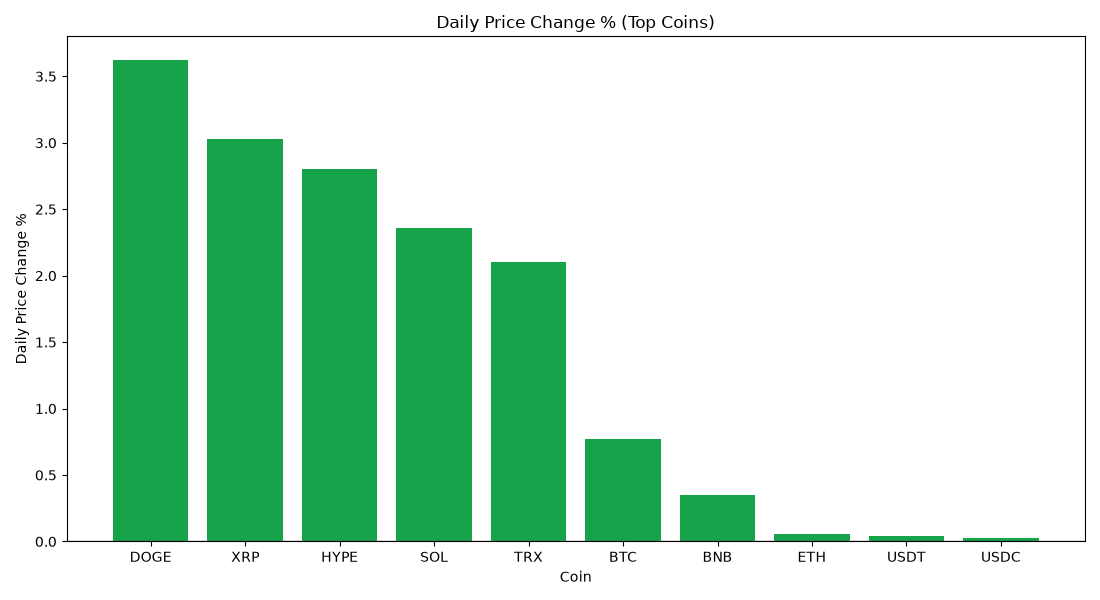 Daily Price Change % (Top Coins)
Daily Price Change %
3.5
3.0
2.5
2.0
1.5
1.0
0.5
0.0
DOGE XRP HYPE SOL TRX BTC BNB ETH USDT USDC
Coin